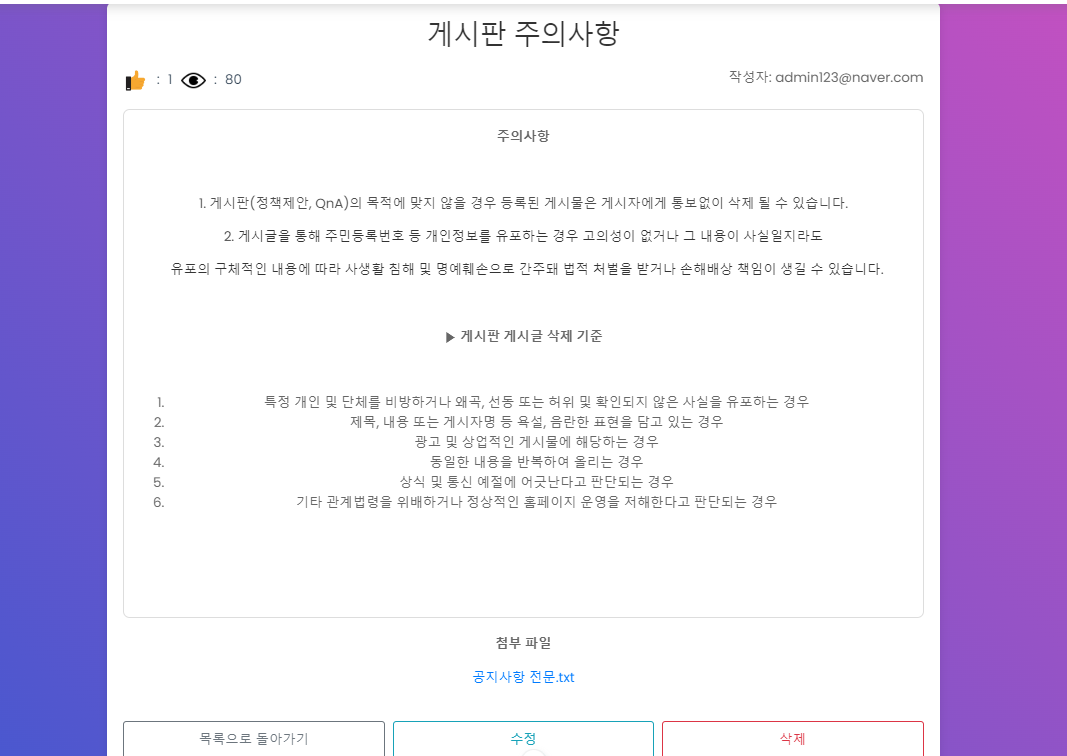 게시판 주의사항
: 1 : 80
작성자: admin123@naver.com
주의사항
1. 게시판(정책제안, QnA)의 목적에 맞지 않을 경우 등록된 게시물은 게시자에게 통보없이 삭제 될 수 있습니다.
2. 게시글을 통해 주민등록번호 등 개인정보를 유포하는 경우 고의성이 없거나 그 내용이 사실일지라도
유포의 구체적인 내용에 따라 사생활 침해 및 명예훼손으로 간주돼 법적 처벌을 받거나 손해배상 책임이 생길 수 있습니다.
▶ 게시판 게시글 삭제 기준
1. 특정 개인 및 단체를 비방하거나 왜곡, 선동 또는 허위 및 확인되지 않은 사실을 유포하는 경우
2. 제목, 내용 또는 게시자명 등 욕설, 음란한 표현을 담고 있는 경우
3. 광고 및 상업적인 게시물에 해당하는 경우
4. 동일한 내용을 반복하여 올리는 경우
5. 상식 및 통신 예절에 어긋난다고 판단되는 경우
6. 기타 관계법령을 위배하거나 정상적인 홈페이지 운영을 저해한다고 판단되는 경우
첨부 파일
공지사항 전문.txt
목록으로 돌아가기
수정
삭제